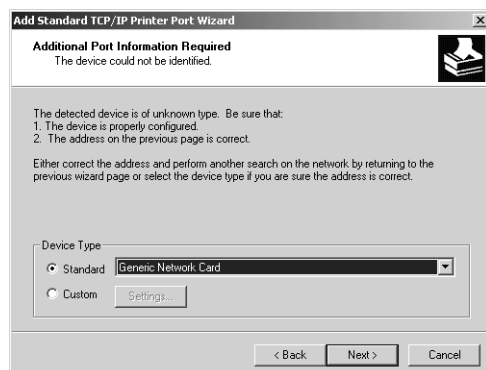 Add Standard TCP/IP Printer Port Wizard
Additional Port Information Required
The device could not be identified.
The detected device is of unknown type. Be sure that:
1. The device is properly configured.
2. The address on the previous page is correct.
Either correct the address and perform another search on the network by returning to the
previous wizard page or select the device type if you are sure the address is correct.
Device Type
Standard Generic Network Card
Custom Settings...
< Back Next > Cancel